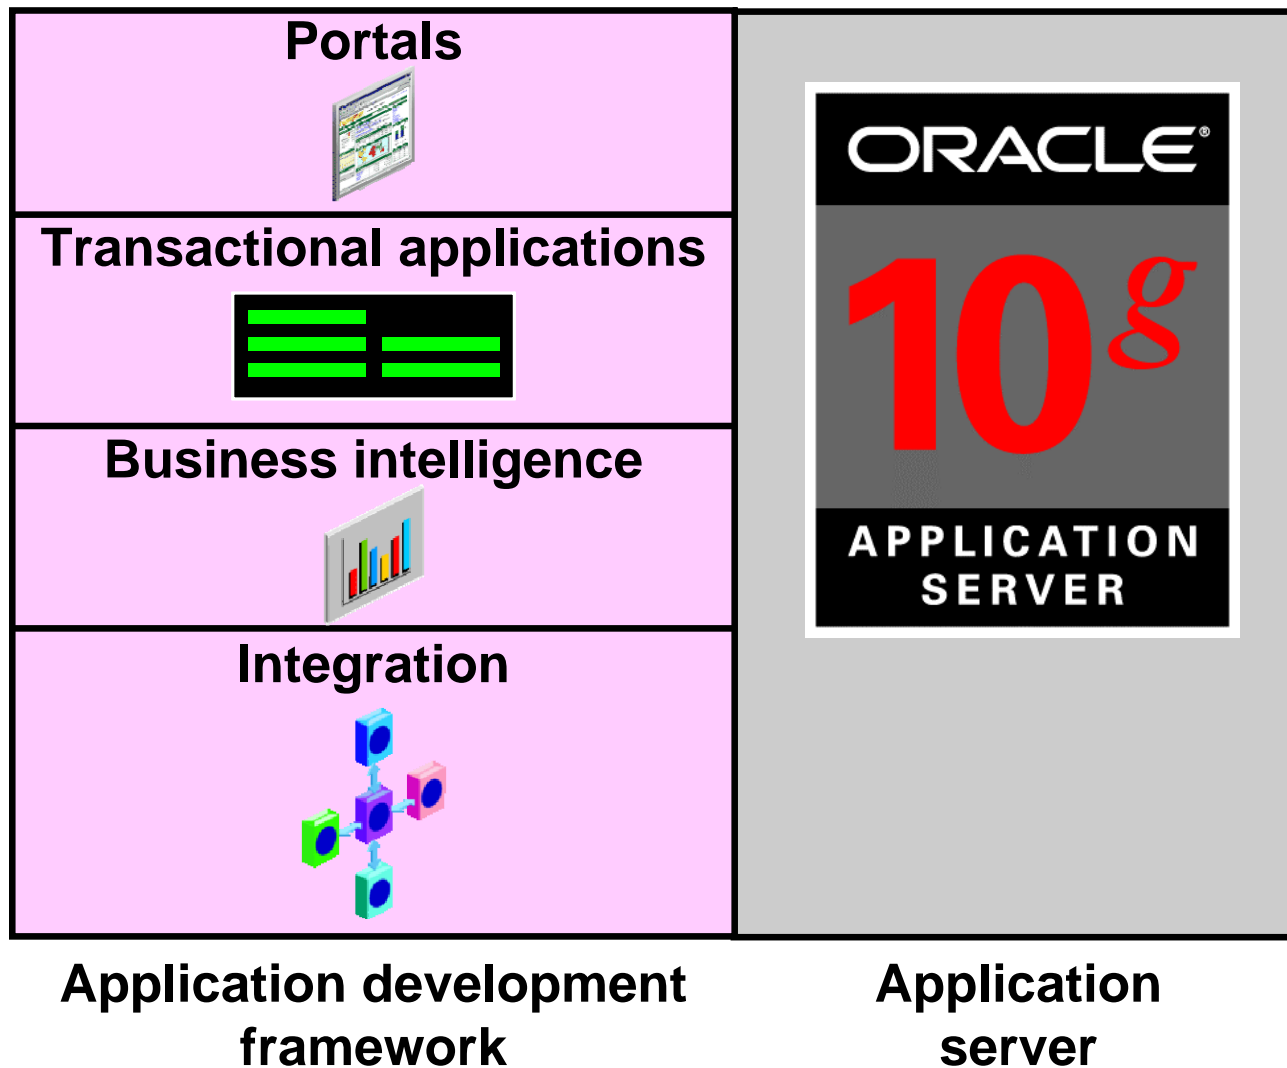 Portals
Transactional applications
Business intelligence
Integration
ORACLE®
10g
APPLICATION
SERVER
Application development
framework
Application
server